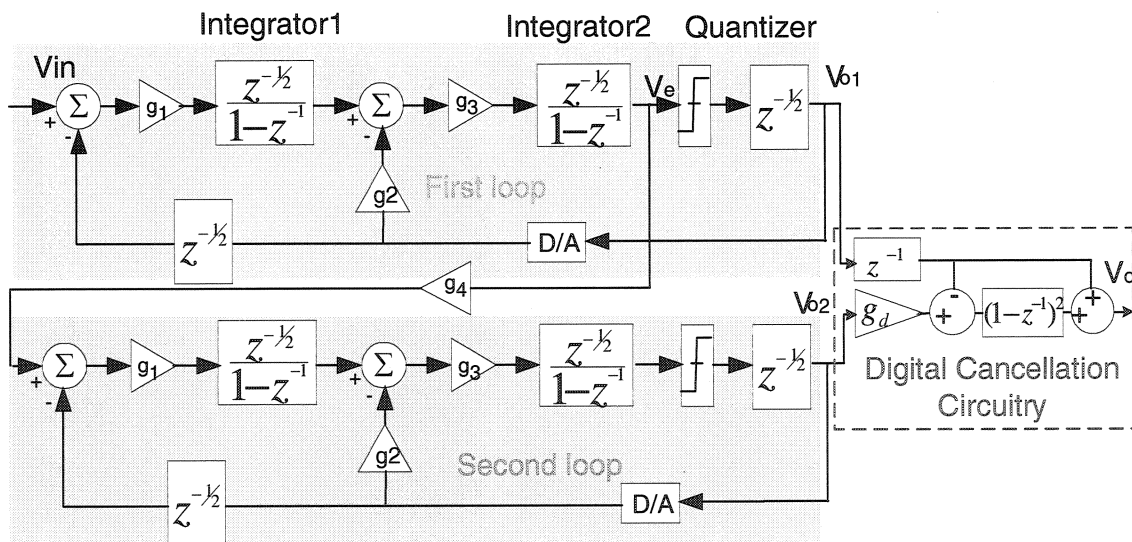 Integrator1
Integrator2
Quantizer
Vin
+
-
Σ
g1
z^{-1/2}
1-z^{-1}
+
-
Σ
g3
z^{-1/2}
1-z^{-1}
Ve
z^{-1/2}
Vo1
g2
First loop
z^{-1/2}
D/A
g4
z^{-1}
Vo2
gd
+
-
(1-z^{-1})^2
+
+
Digital Cancellation
Circuitry
+
-
Σ
g1
z^{-1/2}
1-z^{-1}
+
-
Σ
g3
z^{-1/2}
1-z^{-1}
z^{-1/2}
g2
Second loop
z^{-1/2}
D/A